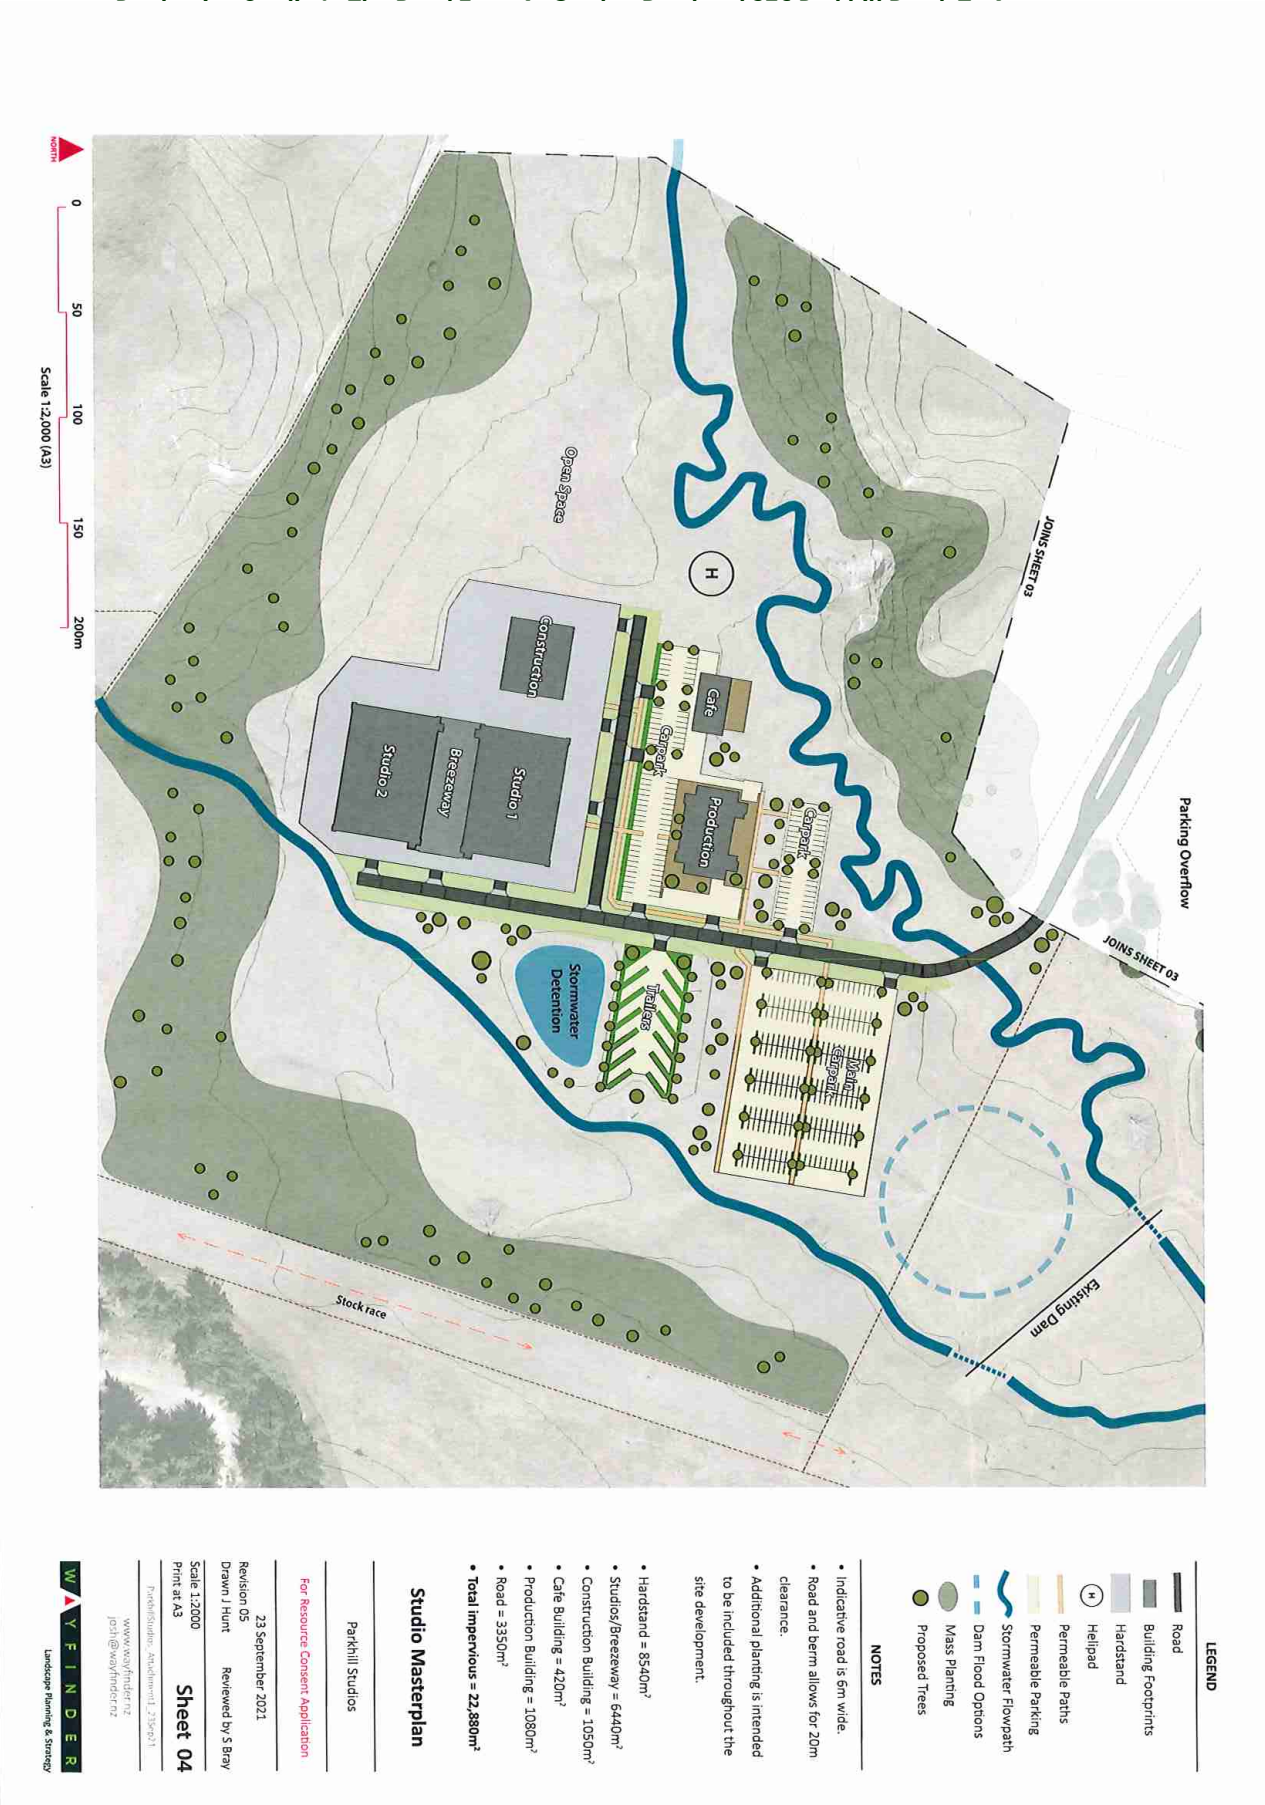 LEGEND
Road
Building Footprints
Hardstand
H
Helipad
Permeable Paths
Permeable Parking
Stormwater Flowpath
Dam Flood Options
Mass Planting
Proposed Trees
NOTES
• Indicative road is 6m wide.
• Road and berm allows for 20m
clearance.
• Additional planting is intended
to be included throughout the
site development.
• Hardstand = 8540m²
• Studios/Breezeway = 6440m²
• Construction Building = 1050m²
• Cafe Building = 420m²
• Production Building = 1080m²
• Road = 3350m²
• Total impervious = 22,880m²
Studio Masterplan
Parkhill Studios
For Resource Consent Application
23 September 2021
Revision 05
Drawn J Hunt Reviewed by S Bray
Scale 1:2000
Print at A3
Sheet 04
ParkhillStudios_Attachment1_23Sep21
www.wayfinder.nz
josh@wayfinder.nz
WAYFINDER
Landscape Planning & Strategy
Parking Overflow
JOINS SHEET 03
JOINS SHEET 03
Existing Dam
Main
Carpark
Carpark
Production
Cafe
Carpark
H
Open Space
Construction
Studio 1
Breezeway
Studio 2
Trailers
Stormwater
Detention
Stock race
NORTH
0
50
100
150
200m
Scale 1:2,000 (A3)